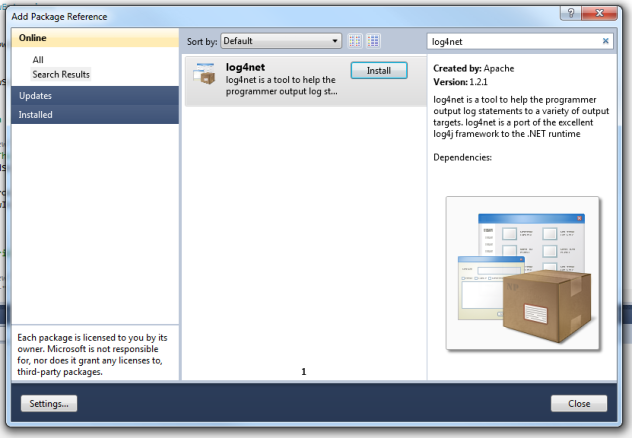 Add Package Reference
Online
All
Search Results
Updates
Installed
Each package is licensed to you by its
owner. Microsoft is not responsible
for, nor does it grant any licenses to,
third-party packages.
Sort by: Default
log4net
log4net is a tool to help the
programmer output log st...
Install
1
log4net
Created by: Apache
Version: 1.2.1
log4net is a tool to help the programmer
output log statements to a variety of output
targets. log4net is a port of the excellent
log4j framework to the .NET runtime
Dependencies:
Settings...
Close